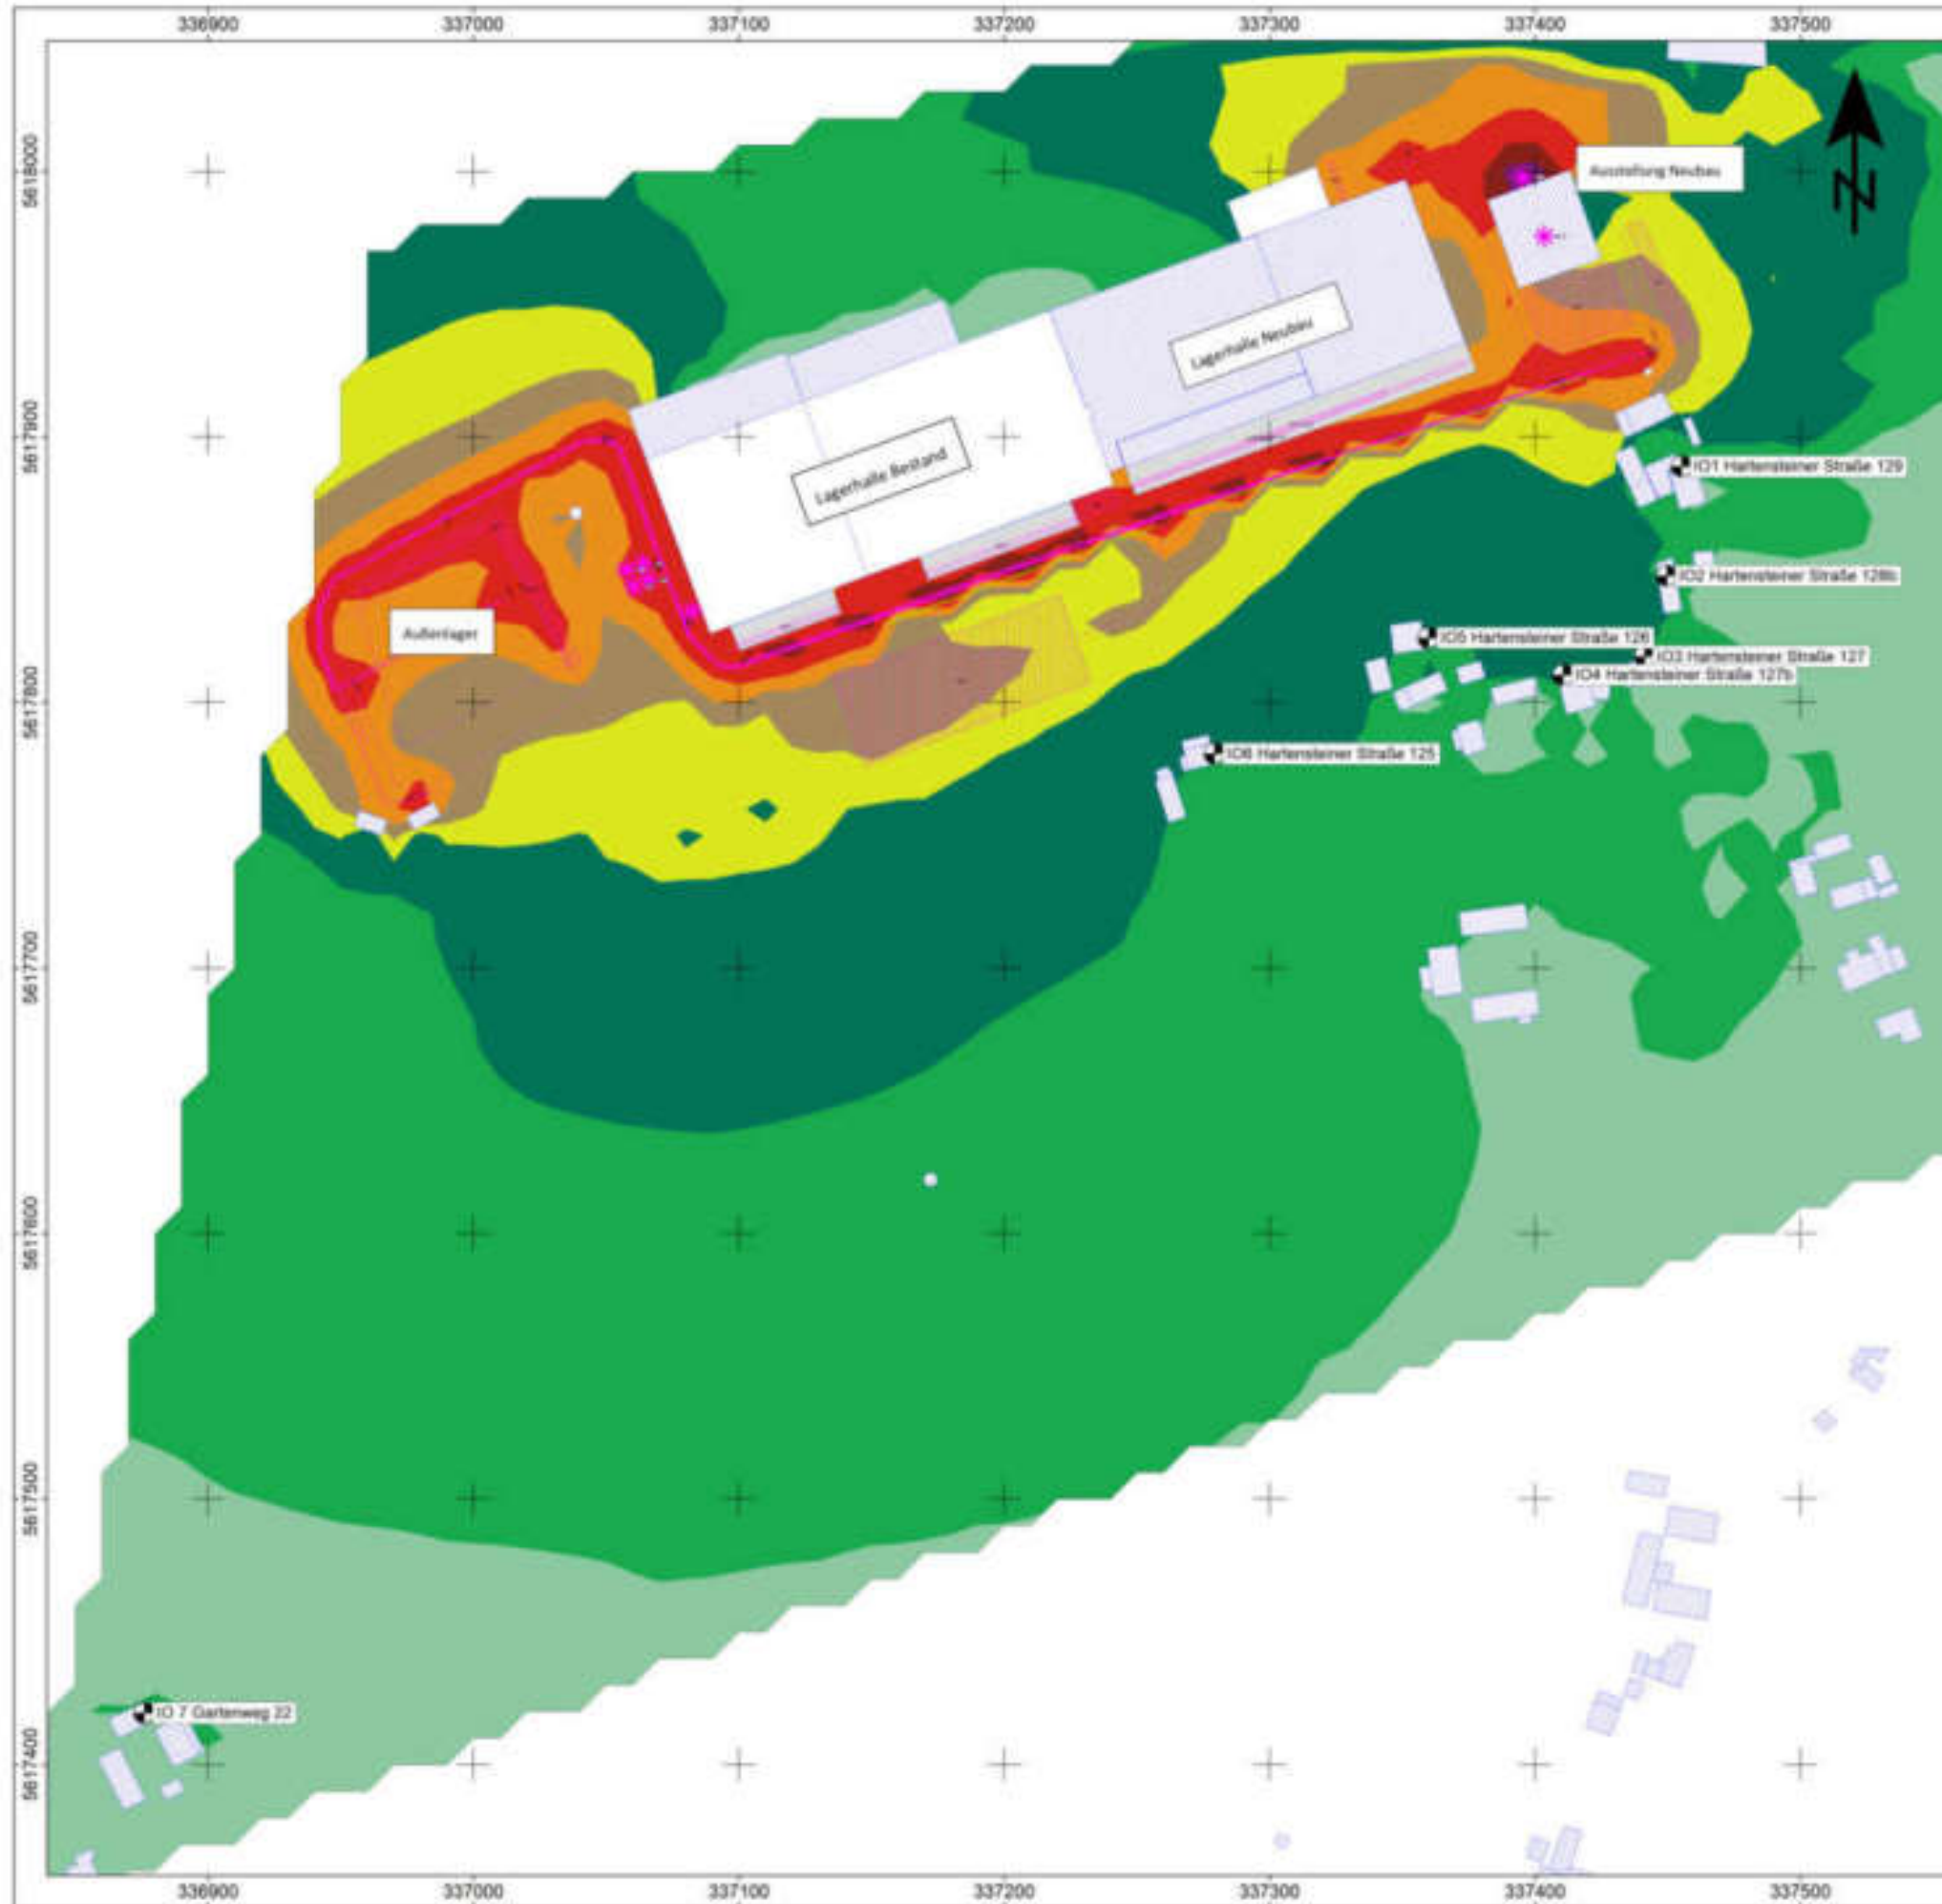 336900 337000 337100 337200 337300 337400 337500
5618000
Ausstellung Neubau
N
Lagerhalle Neubau
5617900
Lagerhalle Bestand
IO1 Hartensteiner Straße 129
IO2 Hartensteiner Straße 128b
Außenlager
IO5 Hartensteiner Straße 126
IO3 Hartensteiner Straße 127
IO4 Hartensteiner Straße 127b
5617800
IO6 Hartensteiner Straße 125
5617700
5617600
5617500
IO 7 Gartenweg 22
5617400
336900 337000 337100 337200 337300 337400 337500